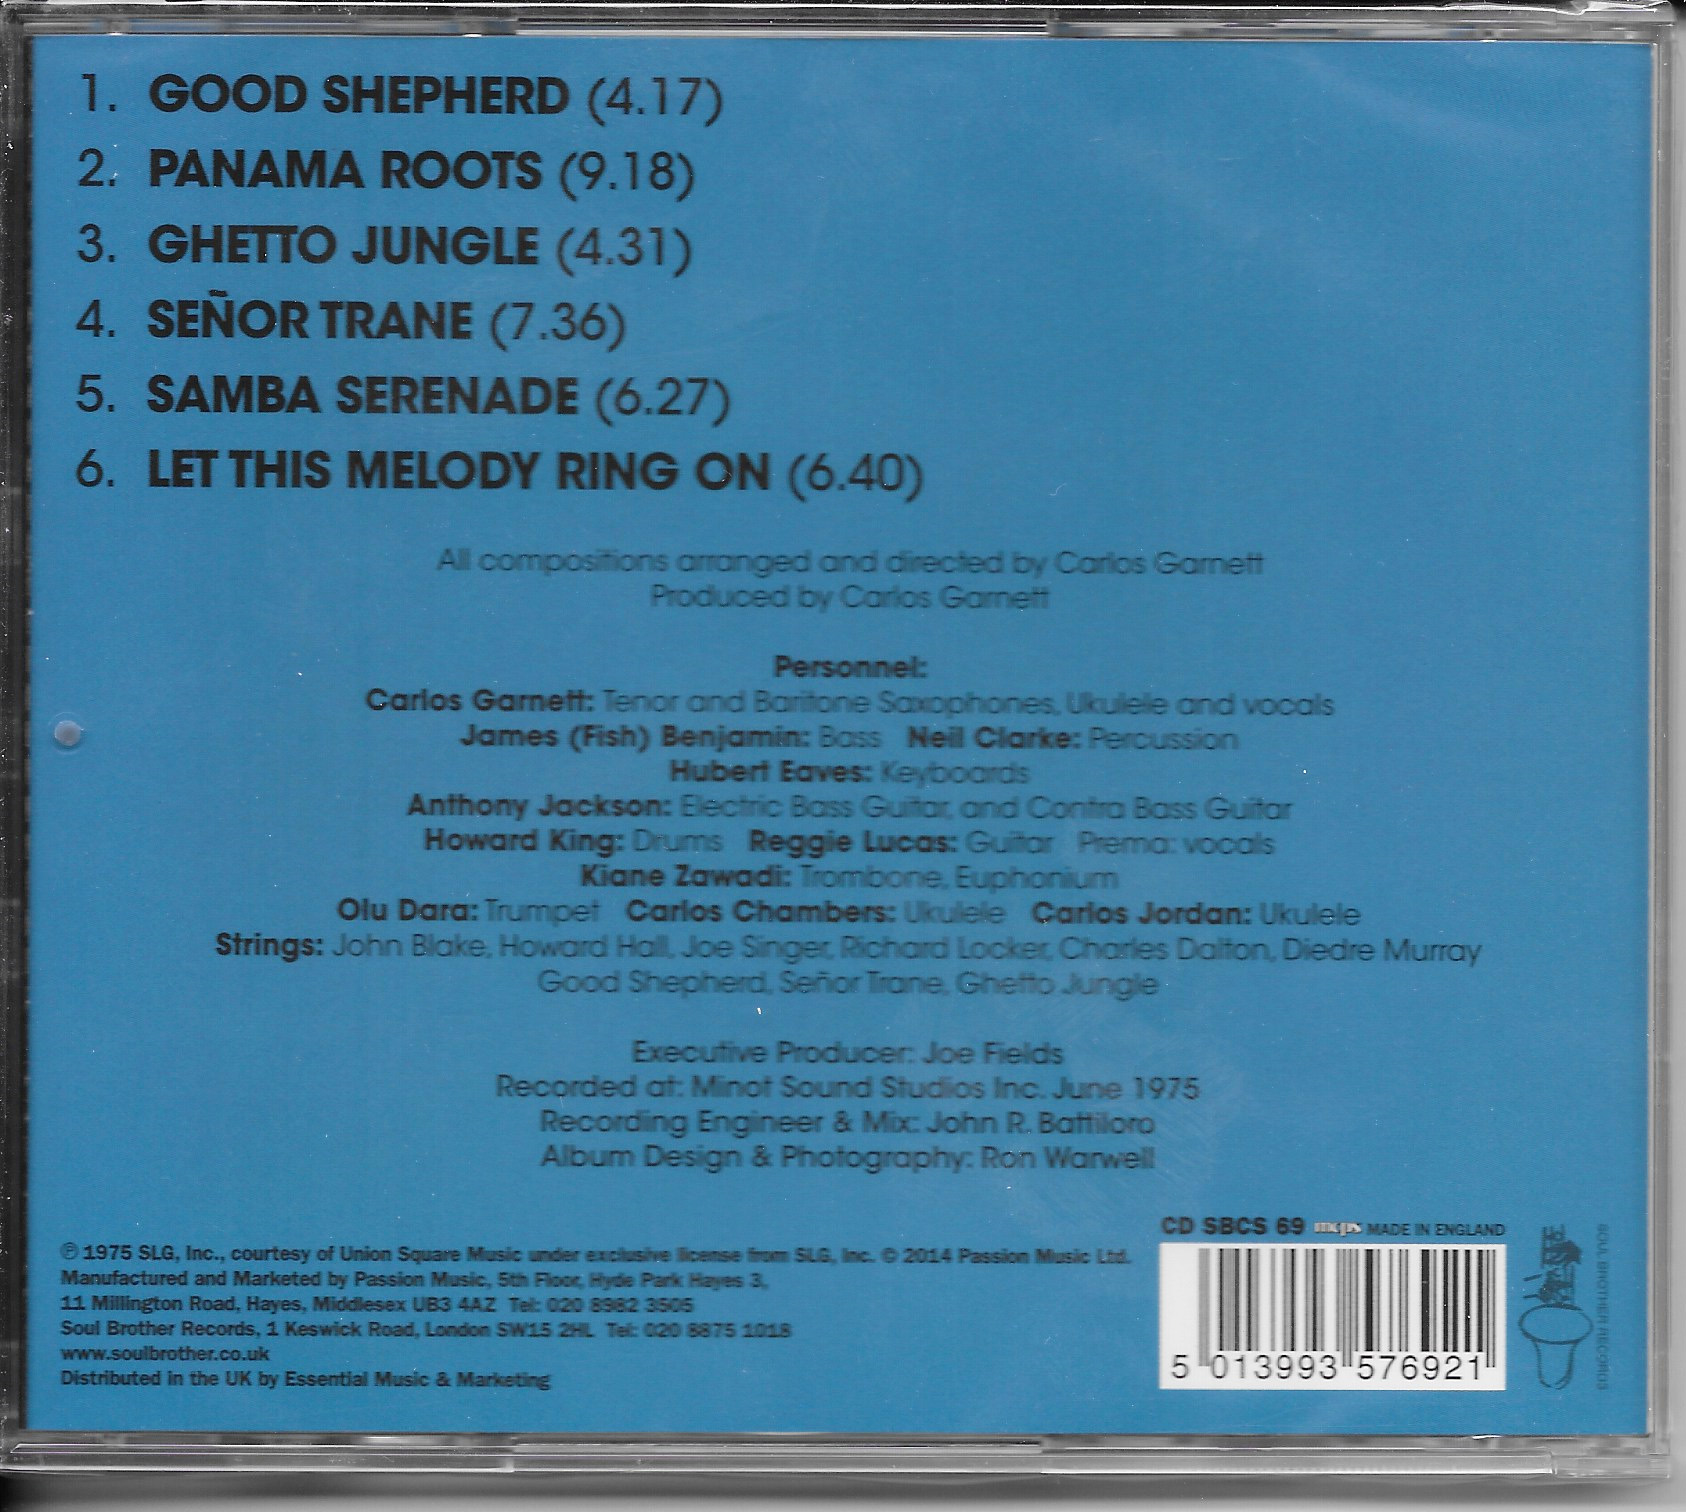 1. GOOD SHEPHERD (4.17)
2. PANAMA ROOTS (9.18)
3. GHETTO JUNGLE (4.31)
4. SEÑOR TRANE (7.36)
5. SAMBA SERENADE (6.27)
6. LET THIS MELODY RING ON (6.40)
All compositions arranged and directed by Carlos Garnett
Produced by Carlos Garnett
Personnel:
Carlos Garnett: Tenor and Baritone Saxophones, Ukulele and vocals
James (Fish) Benjamin: Bass Neil Clarke: Percussion
Hubert Eaves: Keyboards
Anthony Jackson: Electric Bass Guitar, and Contra Bass Guitar
Howard King: Drums Reggie Lucas: Guitar Prema: vocals
Kiane Zawadi: Trombone, Euphonium
Olu Dara: Trumpet Carlos Chambers: Ukulele Carlos Jordan: Ukulele
Strings: John Blake, Howard Hall, Joe Singer, Richard Locker, Charles Dalton, Diedre Murray
Good Shepherd, Señor Trane, Ghetto Jungle
Executive Producer: Joe Fields
Recorded at: Minot Sound Studios Inc. June 1975
Recording Engineer & Mix: John R. Battiloro
Album Design & Photography: Ron Warwell
℗ 1975 SLG, Inc., courtesy of Union Square Music under exclusive license from SLG, Inc. © 2014 Passion Music Ltd.
Manufactured and Marketed by Passion Music, 5th Floor, Hyde Park Hayes 3,
11 Millington Road, Hayes, Middlesex UB3 4AZ Tel: 020 8982 3505
Soul Brother Records, 1 Keswick Road, London SW15 2HL Tel: 020 8875 1018
www.soulbrother.co.uk
Distributed in the UK by Essential Music & Marketing
CD SBCS 69 mcps MADE IN ENGLAND
5 013993 576921
SOUL BROTHER RECORDS